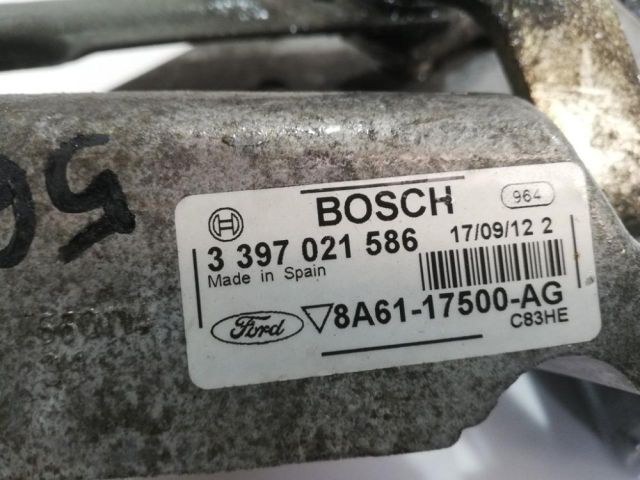 BOSCH 964
3 397 021 586 17/09/12 2
Made in Spain
Ford ▽8A61-17500-AG
C83HE